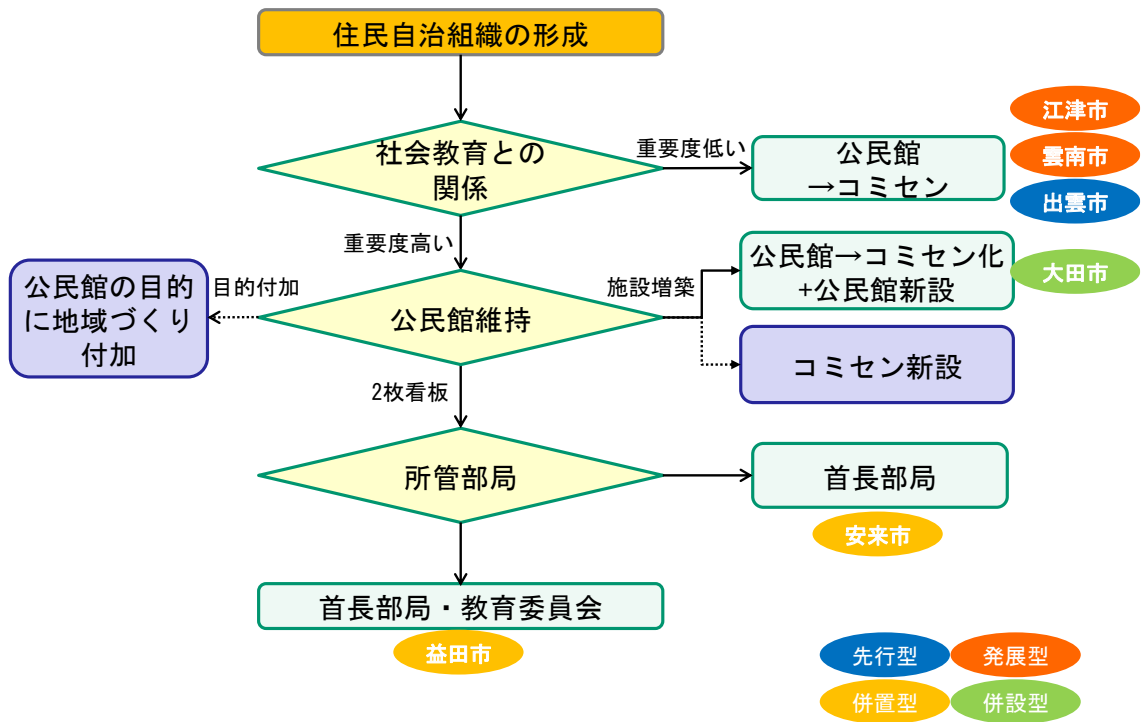 住民自治組織の形成
江津市
社会教育との
関係
重要度低い
公民館
→コミセン
雲南市
出雲市
重要度高い
公民館の目的
に地域づくり
付加
目的付加
公民館維持
施設増築
公民館→コミセン化
+公民館新設
大田市
コミセン新設
2枚看板
所管部局
首長部局
安来市
首長部局・教育委員会
益田市
先行型
発展型
併置型
併設型